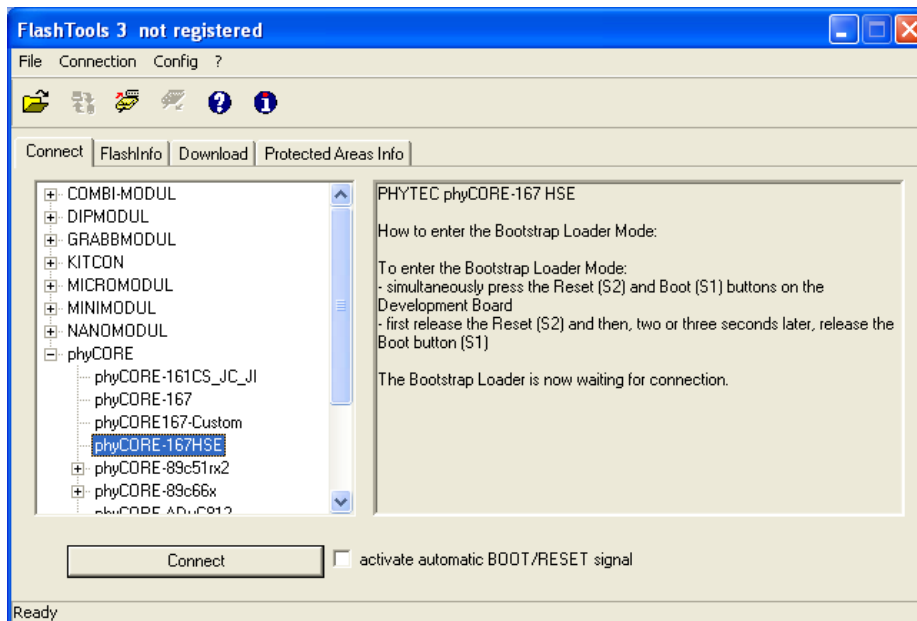 FlashTools 3 not registered
File Connection Config ?
Connect FlashInfo Download Protected Areas Info
COMBI-MODUL
DIPMODUL
GRABBMODUL
KITCON
MICROMODUL
MINIMODUL
NANOMODUL
phyCORE
phyCORE-161CS_JC_JI
phyCORE-167
phyCORE167-Custom
phyCORE-167HSE
phyCORE-89c51rx2
phyCORE-89c66x
PHYTEC phyCORE-167 HSE
How to enter the Bootstrap Loader Mode:
To enter the Bootstrap Loader Mode:
- simultaneously press the Reset (S2) and Boot (S1) buttons on the
Development Board
- first release the Reset (S2) and then, two or three seconds later, release the
Boot button (S1)
The Bootstrap Loader is now waiting for connection.
Connect
activate automatic BOOT/RESET signal
Ready